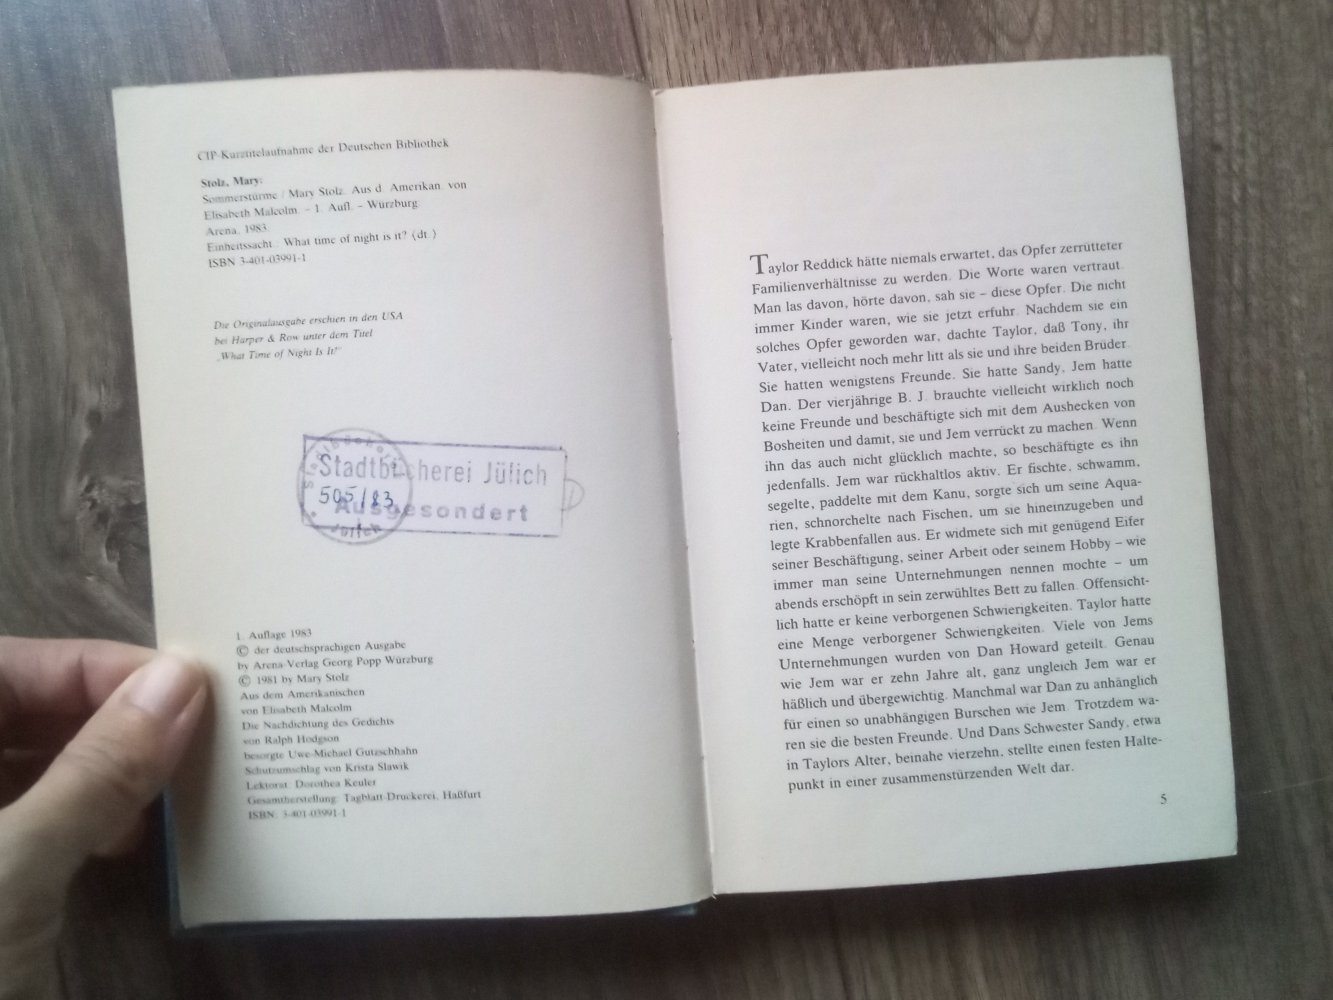 CIP-Kurztitelaufnahme der Deutschen Bibliothek
Stolz, Mary:
Sommerstürme / Mary Stolz. Aus d. Amerikan. von
Elisabeth Malcolm. – 1. Aufl. – Würzburg
Arena, 1983.
Einheitssacht.: What time of night is it? ⟨dt.⟩
ISBN 3-401-03991-1
Die Originalausgabe erschien in den USA
bei Harper & Row unter dem Titel
„What Time of Night Is It?"
Stadtbücherei Jülich
505/83
Ausgesondert
Jülich
1. Auflage 1983
© der deutschsprachigen Ausgabe
by Arena-Verlag Georg Popp Würzburg
© 1981 by Mary Stolz
Aus dem Amerikanischen
von Elisabeth Malcolm
Die Nachdichtung des Gedichts
von Ralph Hodgson
besorgte Uwe-Michael Gutzschhahn
Schutzumschlag von Krista Slawik
Lektorat: Dorothea Keuler
Gesamtherstellung: Tagblatt-Druckerei, Haßfurt
ISBN: 3-401-03991-1
Taylor Reddick hätte niemals erwartet, das Opfer zerrütteter
Familienverhältnisse zu werden. Die Worte waren vertraut.
Man las davon, hörte davon, sah sie – diese Opfer. Die nicht
immer Kinder waren, wie sie jetzt erfuhr. Nachdem sie ein
solches Opfer geworden war, dachte Taylor, daß Tony, ihr
Vater, vielleicht noch mehr litt als sie und ihre beiden Brüder.
Sie hatten wenigstens Freunde. Sie hatte Sandy, Jem hatte
Dan. Der vierjährige B. J. brauchte vielleicht wirklich noch
keine Freunde und beschäftigte sich mit dem Aushecken von
Bosheiten und damit, sie und Jem verrückt zu machen. Wenn
ihn das auch nicht glücklich machte, so beschäftigte es ihn
jedenfalls. Jem war rückhaltlos aktiv. Er fischte, schwamm,
segelte, paddelte mit dem Kanu, sorgte sich um seine Aqua-
rien, schnorchelte nach Fischen, um sie hineinzugeben und
legte Krabbenfallen aus. Er widmete sich mit genügend Eifer
seiner Beschäftigung, seiner Arbeit oder seinem Hobby – wie
immer man seine Unternehmungen nennen mochte – um
abends erschöpft in sein zerwühltes Bett zu fallen. Offensicht-
lich hatte er keine verborgenen Schwierigkeiten. Taylor hatte
eine Menge verborgener Schwierigkeiten. Viele von Jems
Unternehmungen wurden von Dan Howard geteilt. Genau
wie Jem war er zehn Jahre alt, ganz ungleich Jem war er
häßlich und übergewichtig. Manchmal war Dan zu anhänglich
für einen so unabhängigen Burschen wie Jem. Trotzdem wa-
ren sie die besten Freunde. Und Dans Schwester Sandy, etwa
in Taylors Alter, beinahe vierzehn, stellte einen festen Halte-
punkt in einer zusammenstürzenden Welt dar.
5